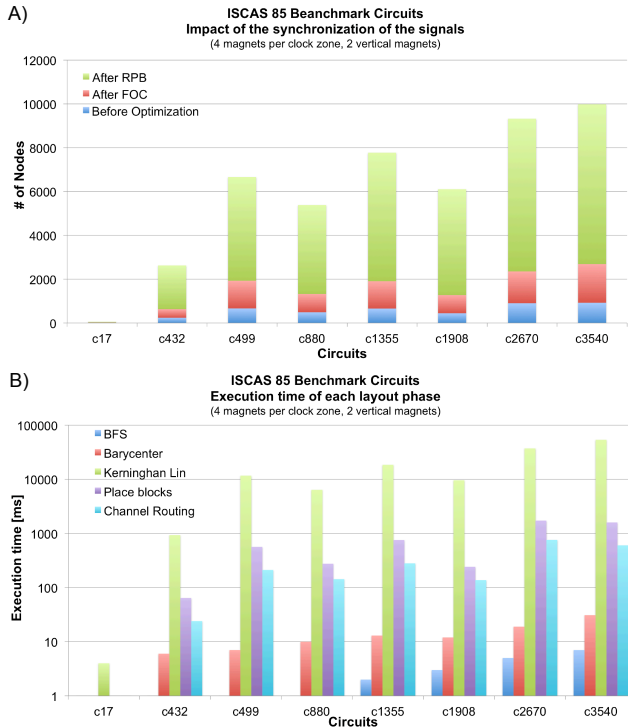 A)
ISCAS 85 Beanchmark Circuits
Impact of the synchronization of the signals
(4 magnets per clock zone, 2 vertical magnets)
12000
10000
8000
6000
4000
2000
0
# of Nodes
After RPB
After FOC
Before Optimization
c17 c432 c499 c880 c1355 c1908 c2670 c3540
Circuits
B)
ISCAS 85 Benchmark Circuits
Execution time of each layout phase
(4 magnets per clock zone, 2 vertical magnets)
100000
10000
1000
100
10
1
Execution time [ms]
BFS
Barycenter
Kerninghan Lin
Place blocks
Channel Routing
c17 c432 c499 c880 c1355 c1908 c2670 c3540
Circuits